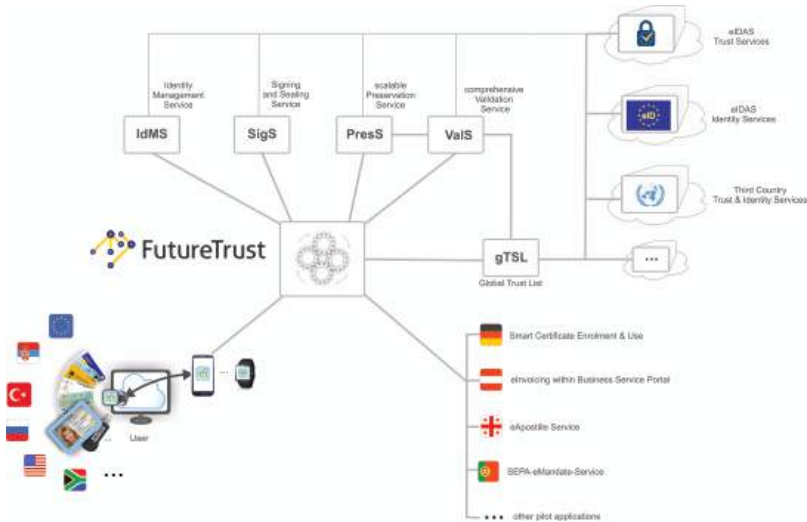 eIDAS
Trust Services
Identity
Management
Service
Signing
and Sealing
Service
scalable
Preservation
Service
comprehensive
Validation
Service
eID
eIDAS
Identity Services
IdMS
SigS
PresS
ValS
Third Country
Trust & Identity Services
FutureTrust
gTSL
...
Global Trust List
Smart Certificate Enrolment & Use
...
eInvoicing within Business Service Portal
eApostille Service
... User
SEPA-eMandate-Service
...
... other pilot applications